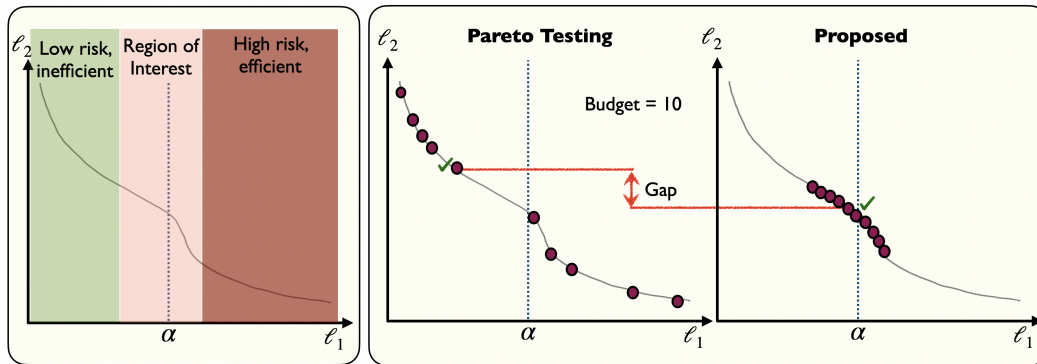 ℓ2
Low risk,
inefficient
Region of
Interest
High risk,
efficient
α
ℓ1
Pareto Testing
ℓ2
Budget = 10
Gap
α
ℓ1
Proposed
ℓ2
α
ℓ1